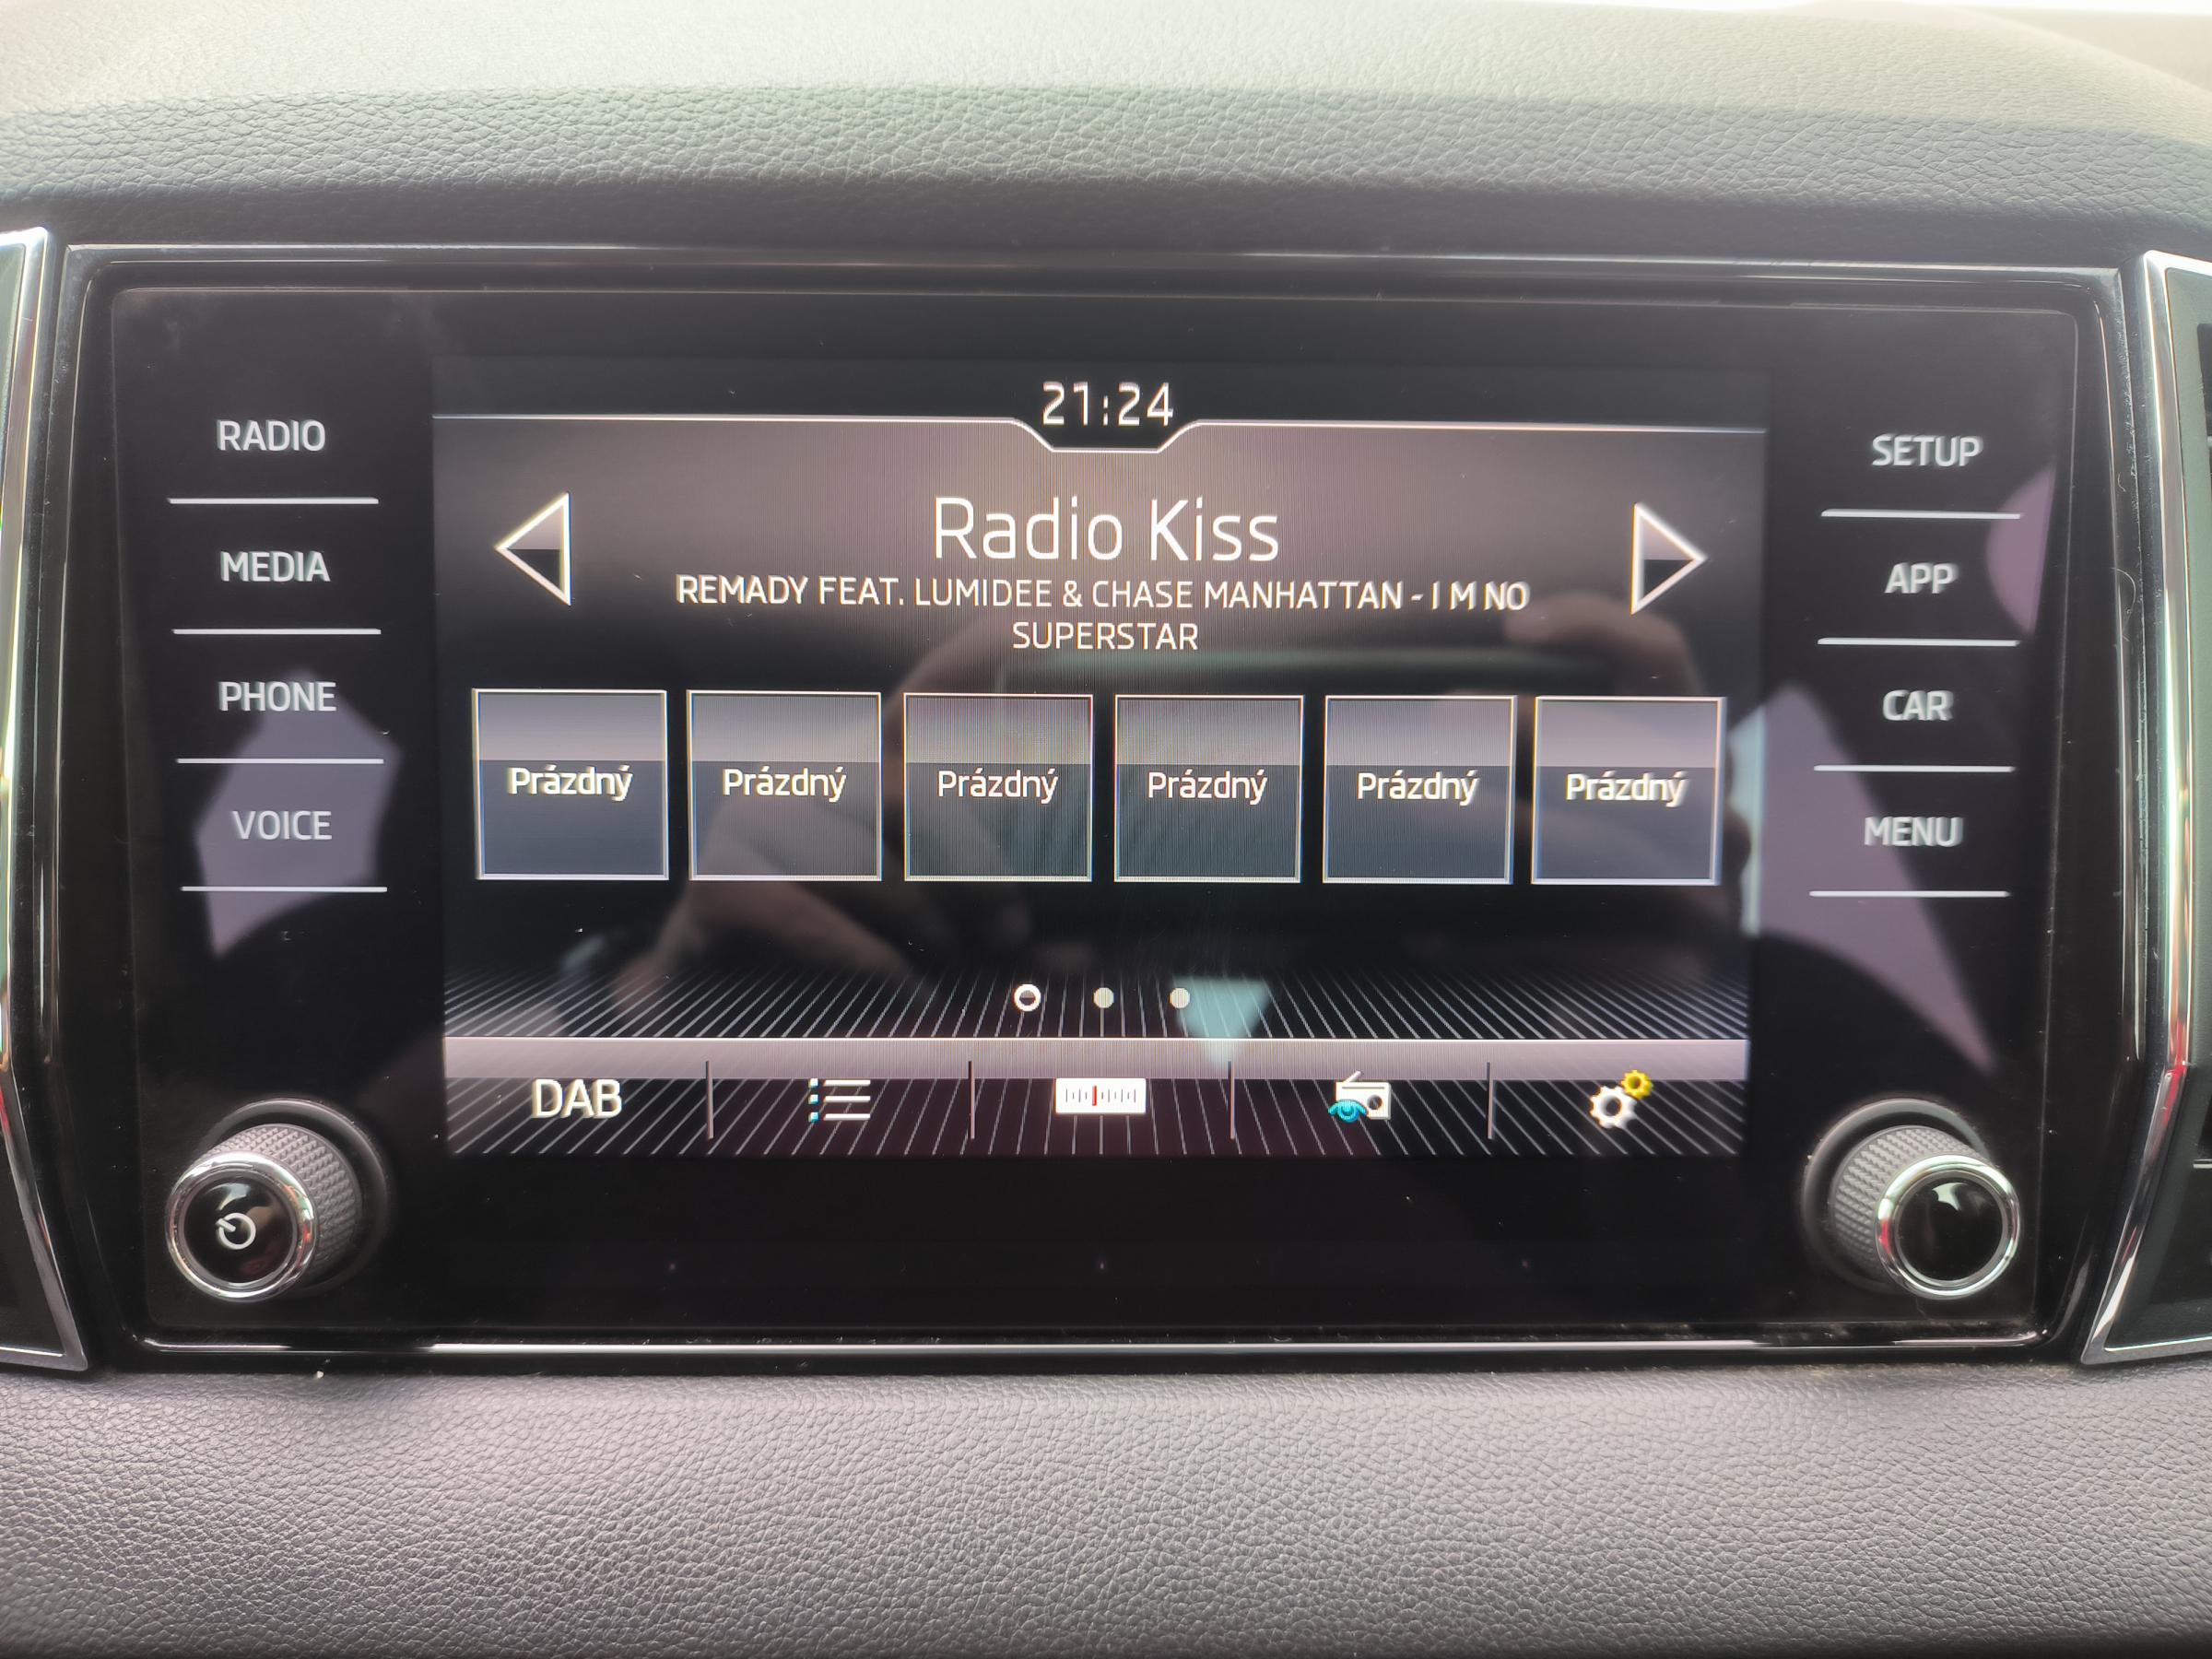 21:24
RADIO
MEDIA
PHONE
VOICE
Radio Kiss
REMADY FEAT. LUMIDEE & CHASE MANHATTAN - I M NO
SUPERSTAR
Prázdný
Prázdný
Prázdný
Prázdný
Prázdný
Prázdný
DAB
SETUP
APP
CAR
MENU